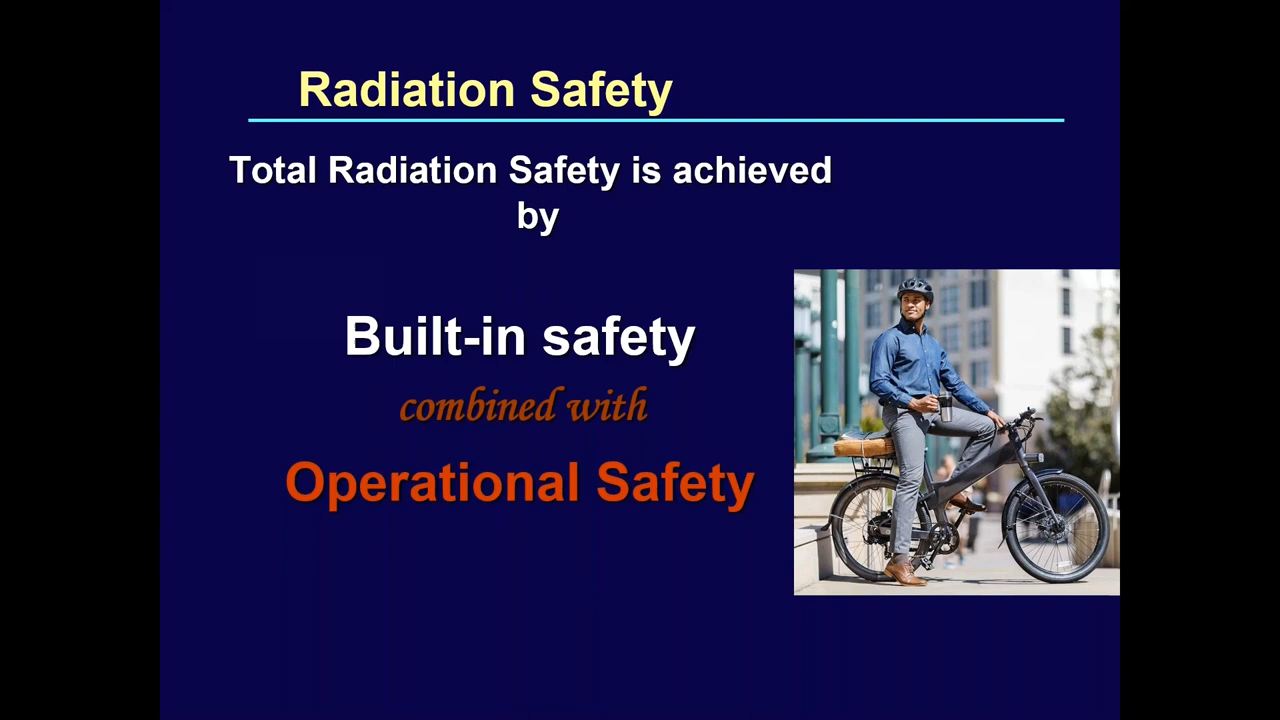 Radiation Safety
Total Radiation Safety is achieved
by
Built-in safety
combined with
Operational Safety